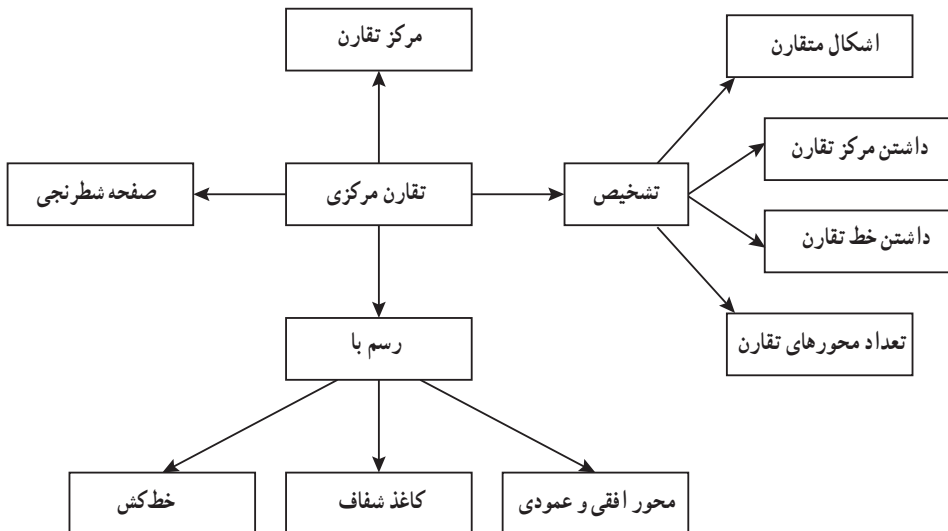 مرکز تقارن
اشکال متقارن
داشتن مرکز تقارن
تشخیص
تقارن مرکزی
صفحه شطرنجی
داشتن خط تقارن
رسم با
تعداد محورهای تقارن
محور افقی و عمودی
کاغذ شفاف
خط‌کش